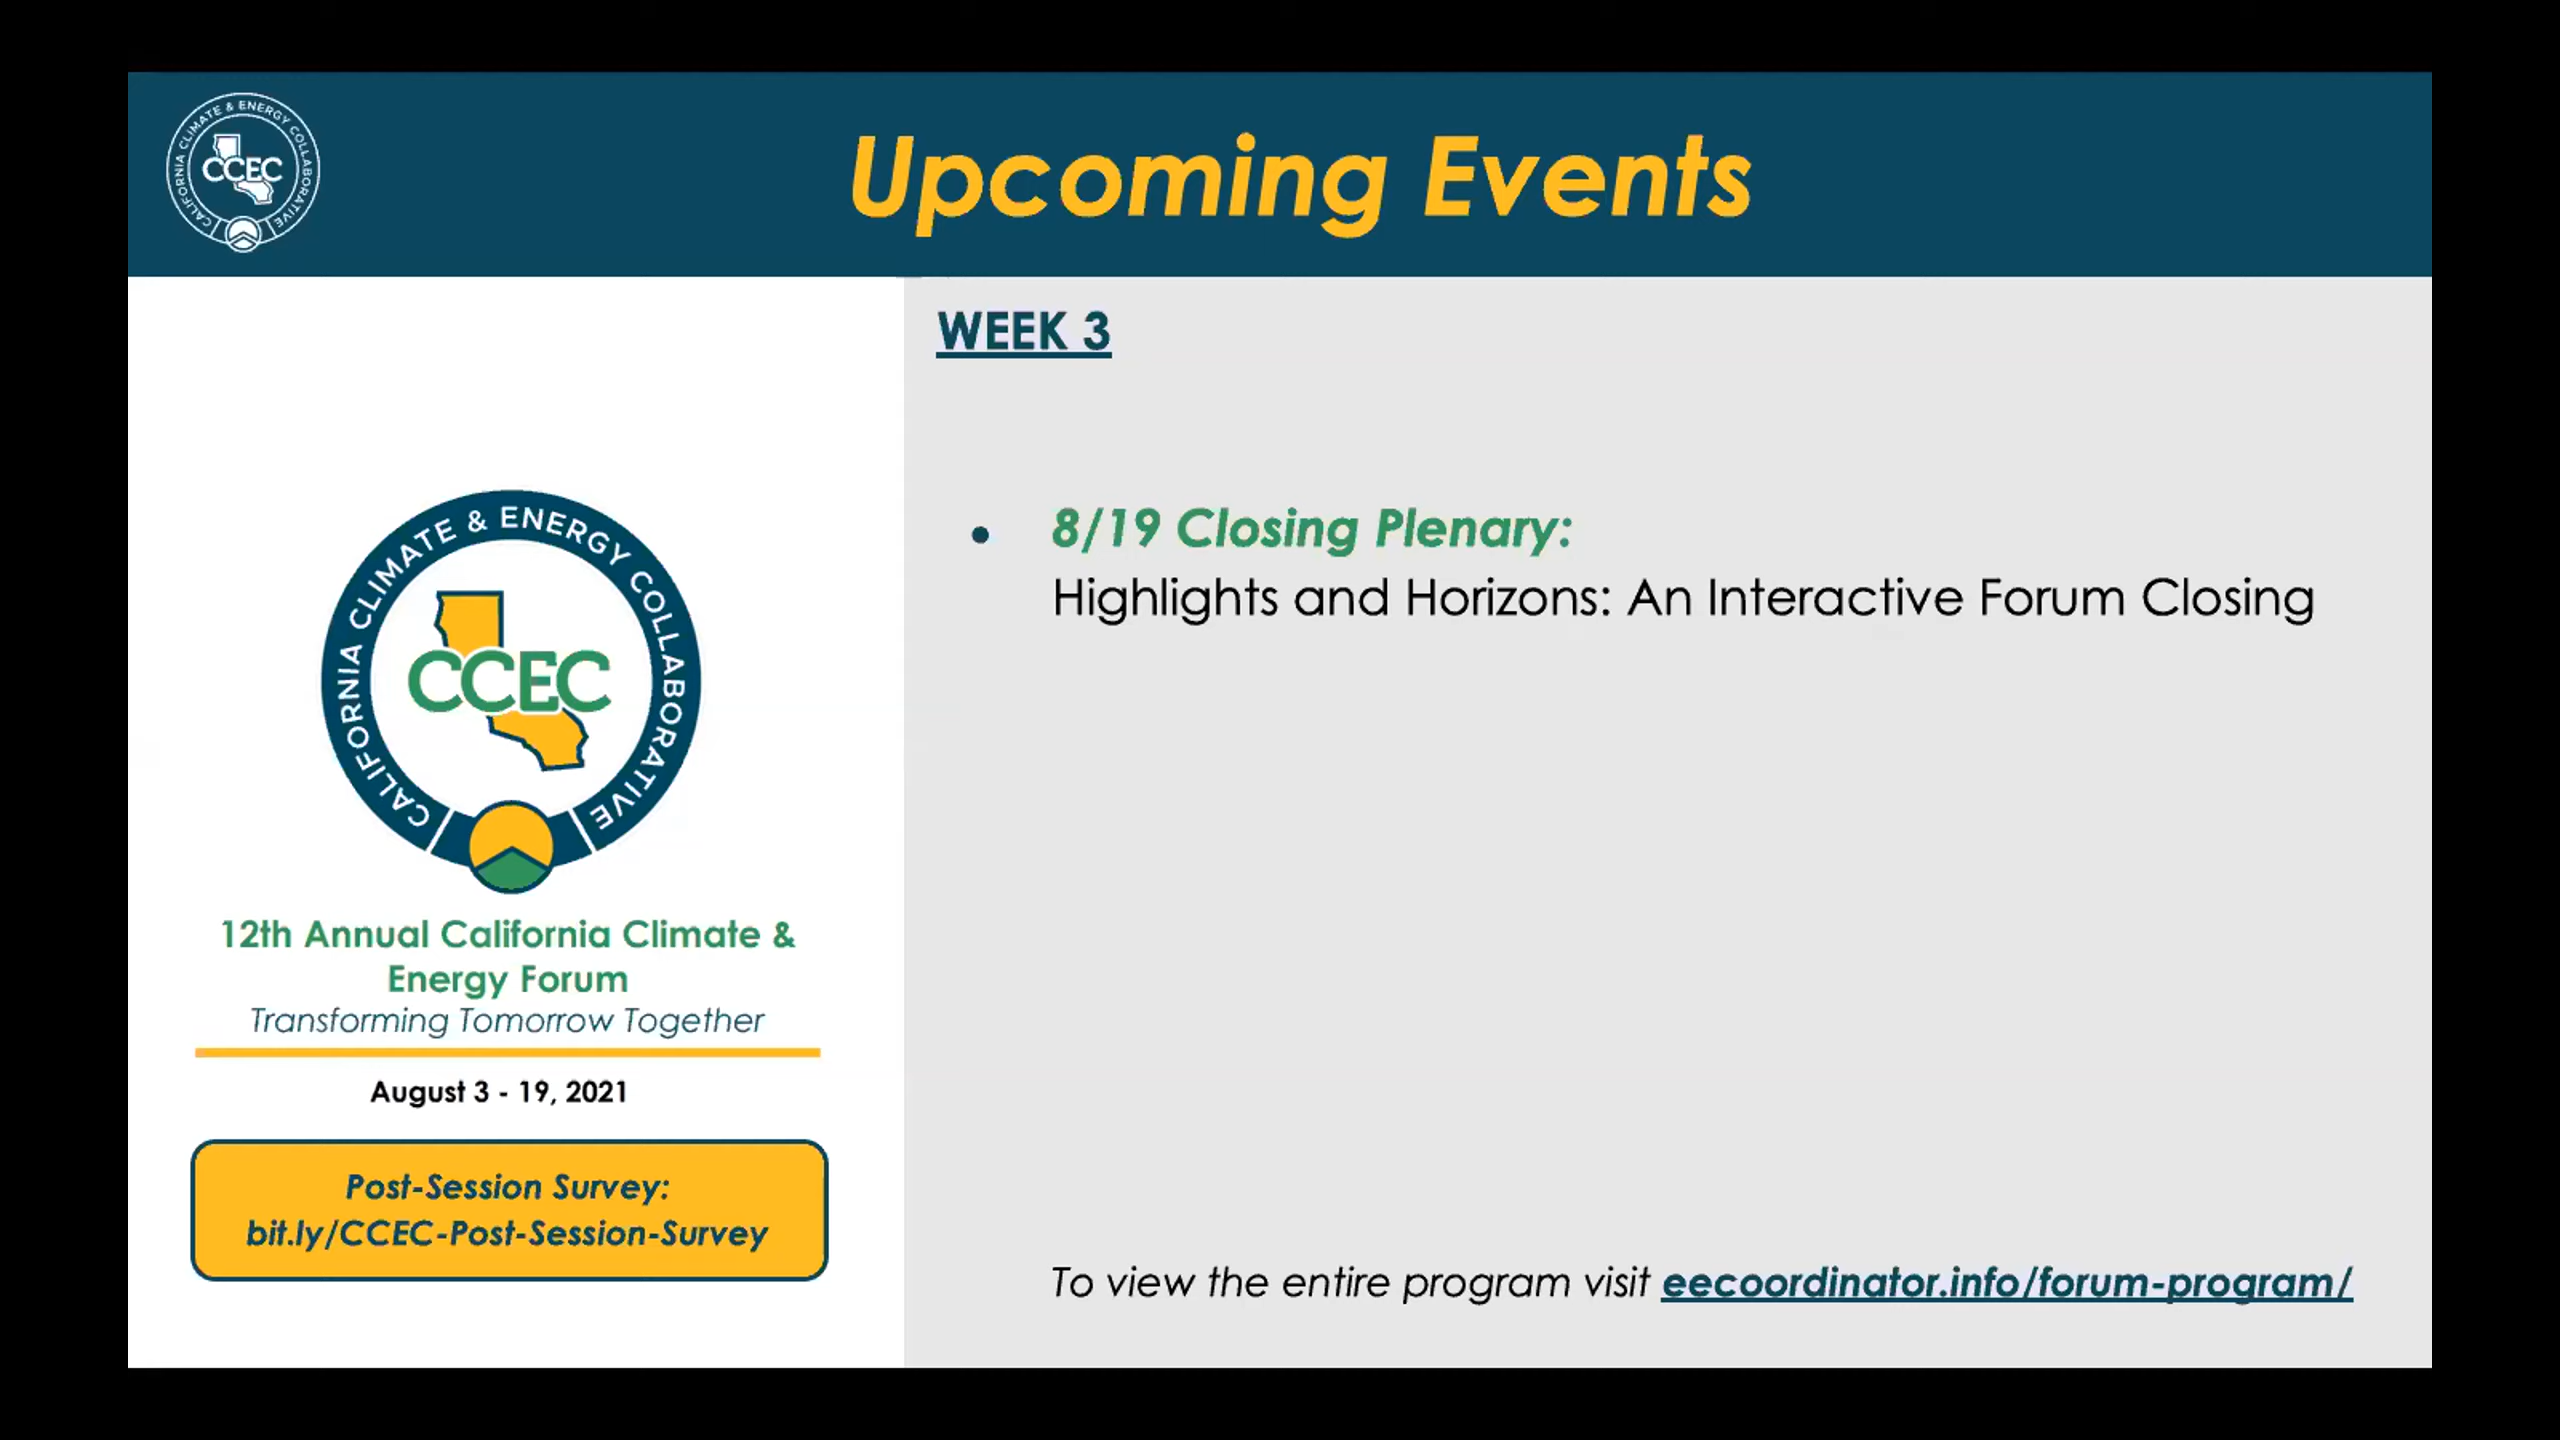 CALIFORNIA CLIMATE & ENERGY COLLABORATIVE
CCEC
Upcoming Events
CALIFORNIA CLIMATE & ENERGY COLLABORATIVE
CCEC
12th Annual California Climate &
Energy Forum
Transforming Tomorrow Together
August 3 - 19, 2021
Post-Session Survey:
bit.ly/CCEC-Post-Session-Survey
WEEK 3
• 8/19 Closing Plenary:
Highlights and Horizons: An Interactive Forum Closing
To view the entire program visit eecoordinator.info/forum-program/